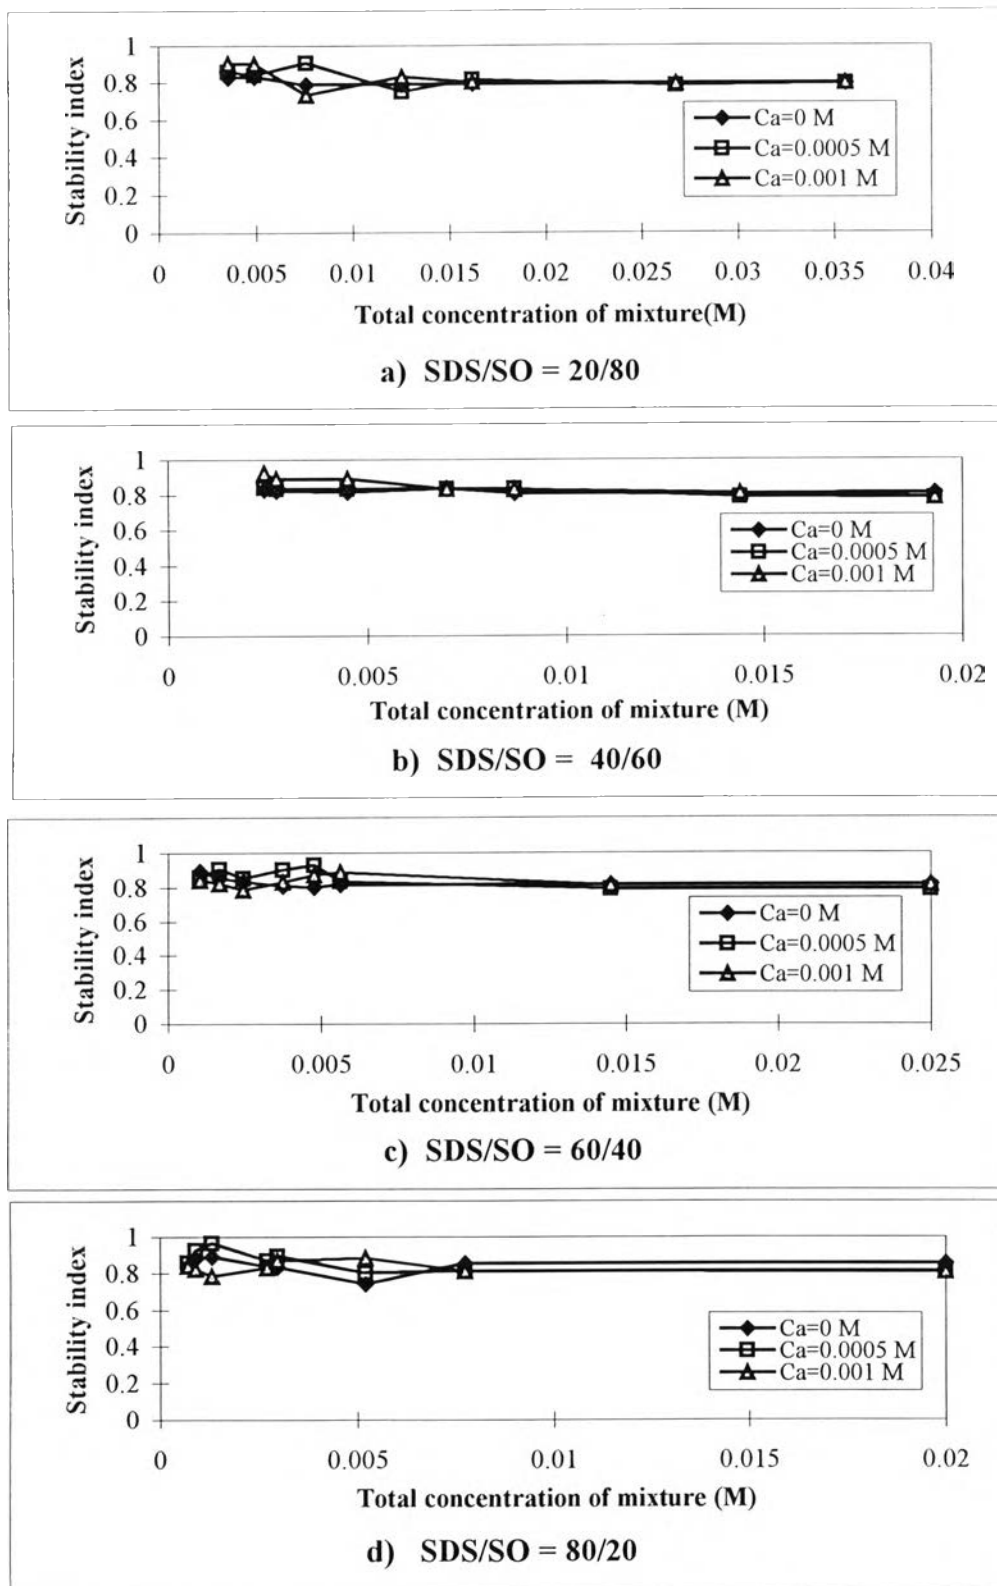 1
0.8
0.6
0.4
0.2
0
Stability index
Ca=0 M
Ca=0.0005 M
Ca=0.001 M
0 0.005 0.01 0.015 0.02 0.025 0.03 0.035 0.04
Total concentration of mixture(M)
a) SDS/SO = 20/80
1
0.8
0.6
0.4
0.2
0
Stability index
Ca=0 M
Ca=0.0005 M
Ca=0.001 M
0 0.005 0.01 0.015 0.02
Total concentration of mixture (M)
b) SDS/SO = 40/60
1
0.8
0.6
0.4
0.2
0
Stability index
Ca=0 M
Ca=0.0005 M
Ca=0.001 M
0 0.005 0.01 0.015 0.02 0.025
Total concentration of mixture (M)
c) SDS/SO = 60/40
1
0.8
0.6
0.4
0.2
0
Stability index
Ca=0 M
Ca=0.0005 M
Ca=0.001 M
0 0.005 0.01 0.015 0.02
Total concentration of mixture (M)
d) SDS/SO = 80/20